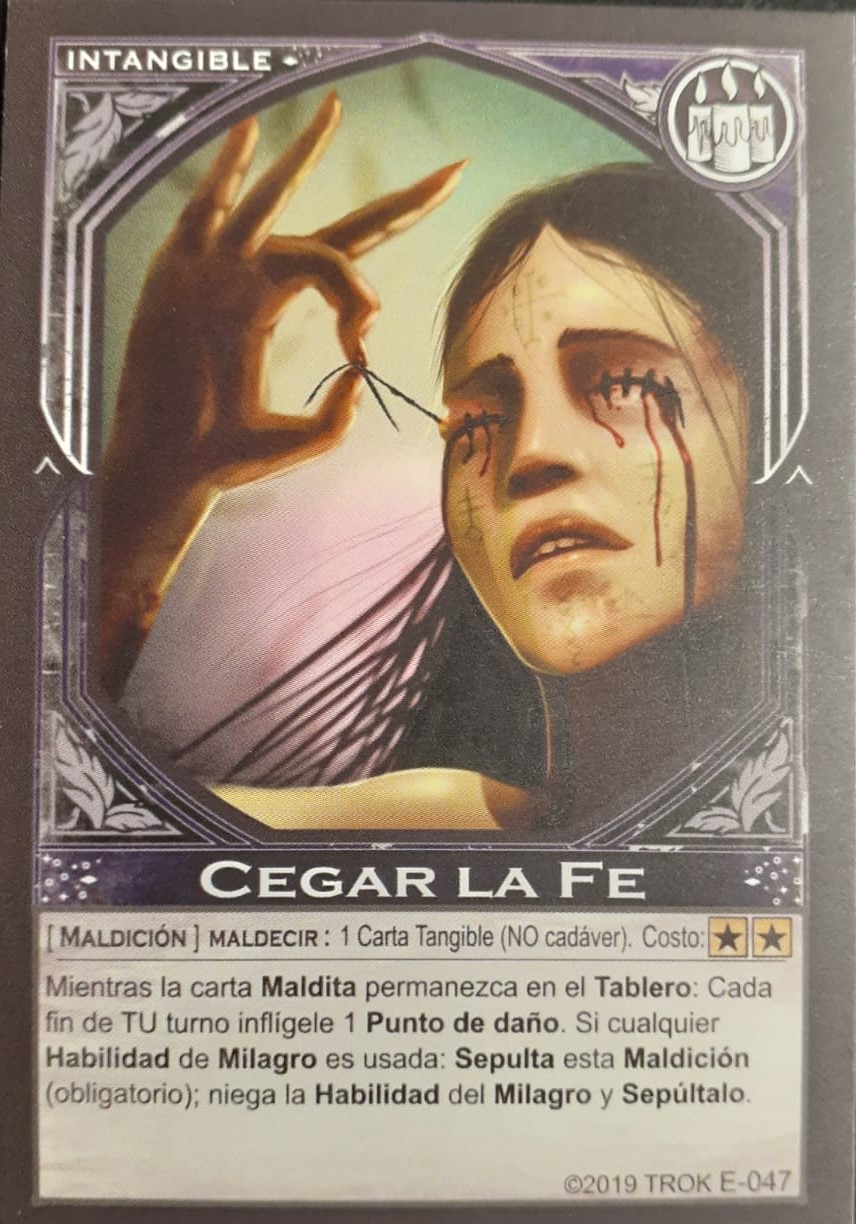 INTANGIBLE
CEGAR LA FE
[ MALDICIÓN ] MALDECIR : 1 Carta Tangible (NO cadáver). Costo:
Mientras la carta Maldita permanezca en el Tablero: Cada
fin de TU turno inflígele 1 Punto de daño. Si cualquier
Habilidad de Milagro es usada: Sepulta esta Maldición
(obligatorio); niega la Habilidad del Milagro y Sepúltalo.
©2019 TROK E-047